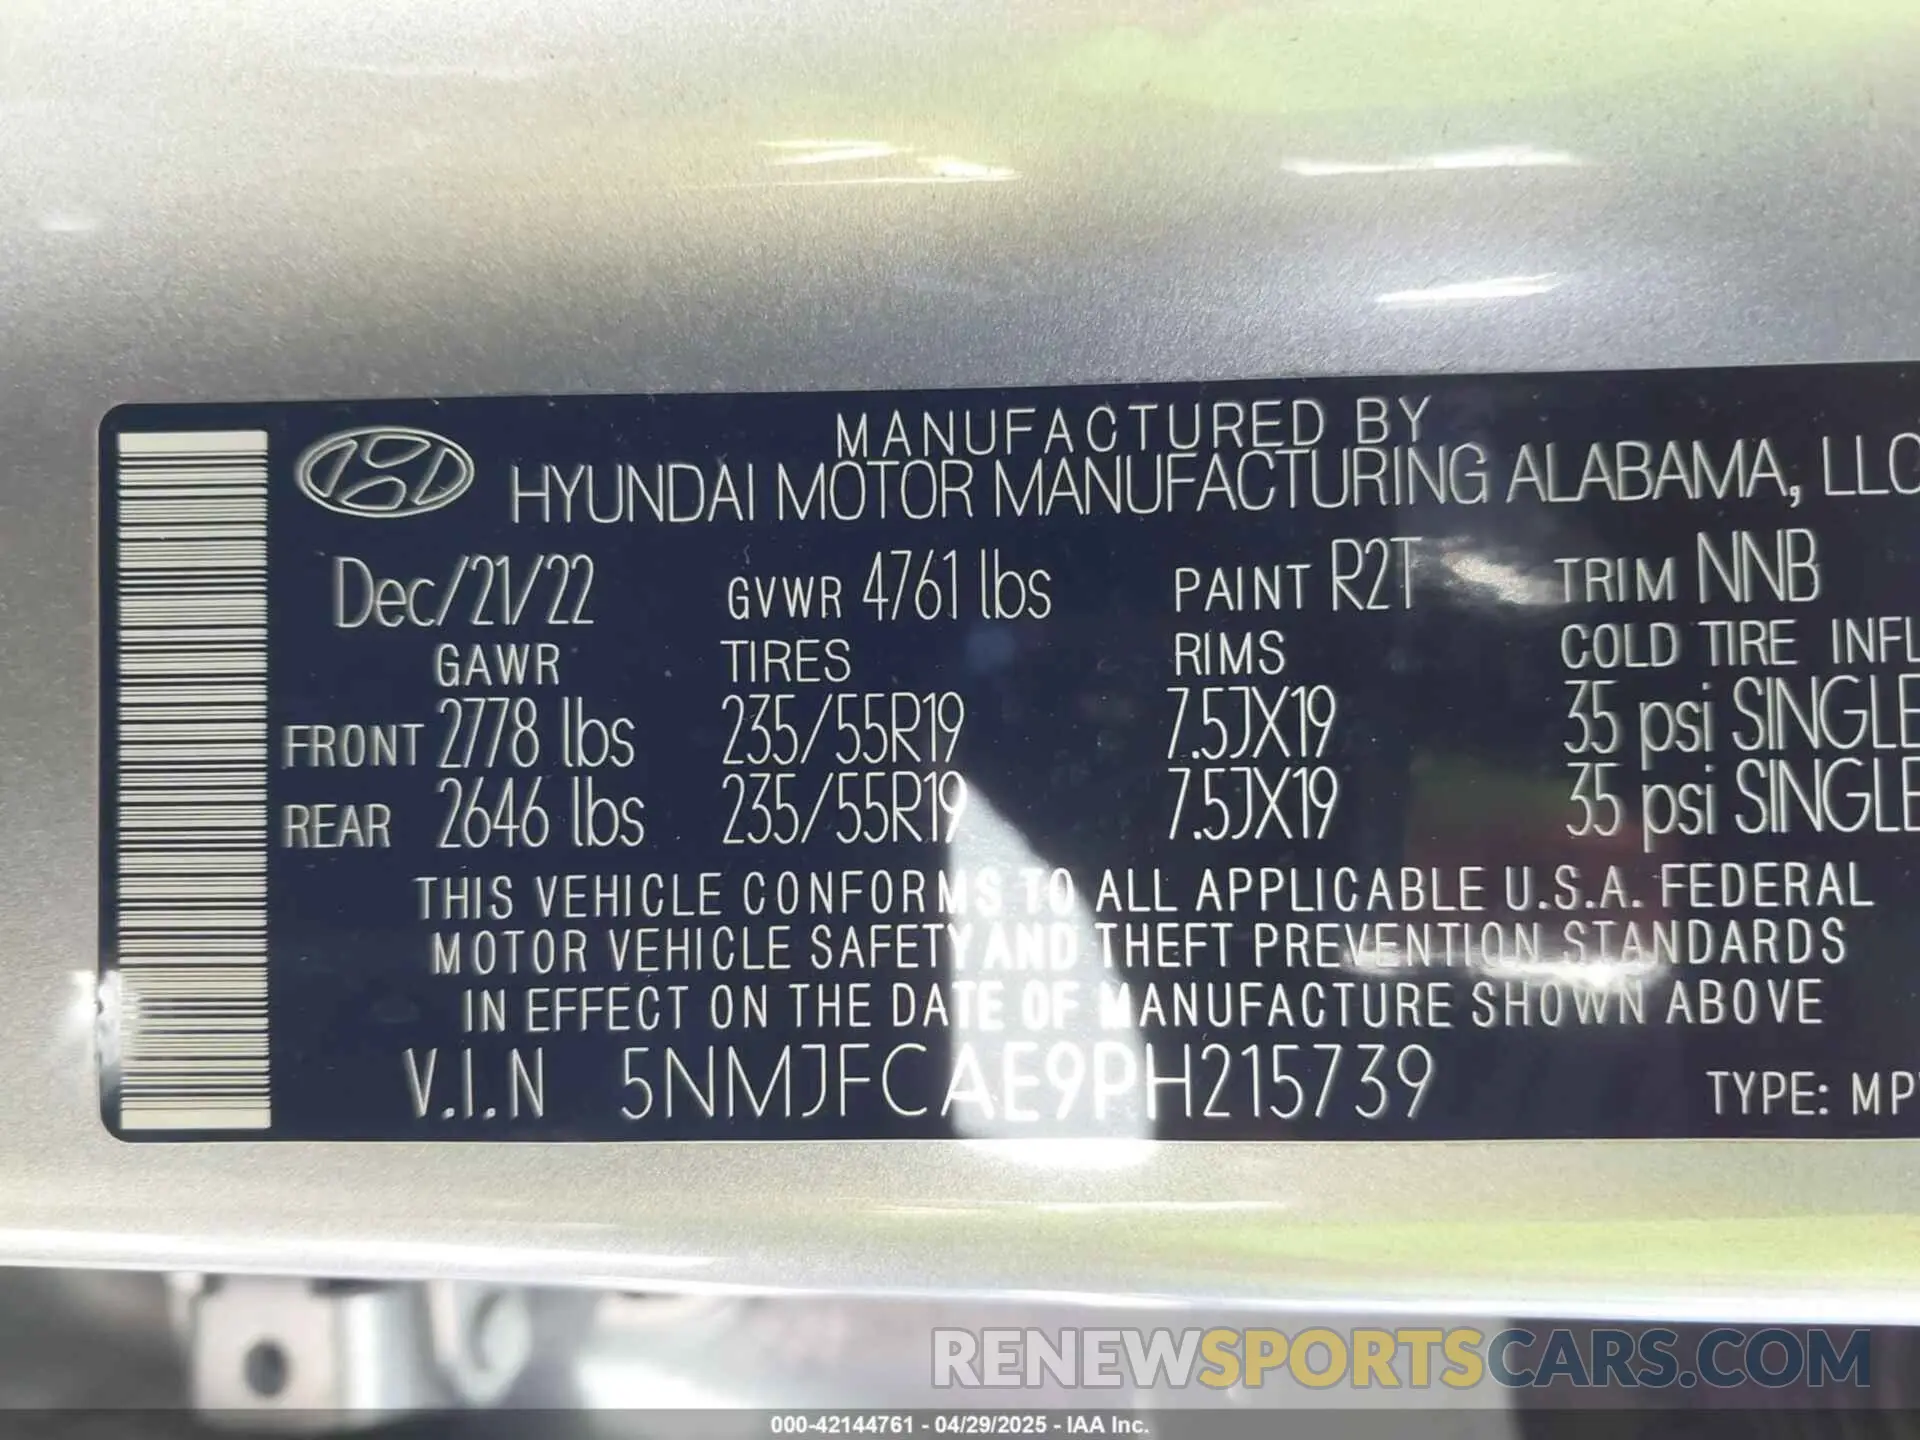 MANUFACTURED BY
HYUNDAI MOTOR MANUFACTURING ALABAMA, LLC
Dec/21/22 GVWR 4761 lbs PAINT R2T TRIM NNB
GAWR TIRES RIMS COLD TIRE INFL
FRONT 2778 lbs 235/55R19 7.5JX19 35 psi SINGLE
REAR 2646 lbs 235/55R19 7.5JX19 35 psi SINGLE
THIS VEHICLE CONFORMS TO ALL APPLICABLE U.S.A. FEDERAL
MOTOR VEHICLE SAFETY AND THEFT PREVENTION STANDARDS
IN EFFECT ON THE DATE OF MANUFACTURE SHOWN ABOVE
V.I.N 5NMJFCAE9PH215739 TYPE: MP
RENEWSPORTSCARS.COM
000-42144761 - 04/29/2025 - IAA Inc.